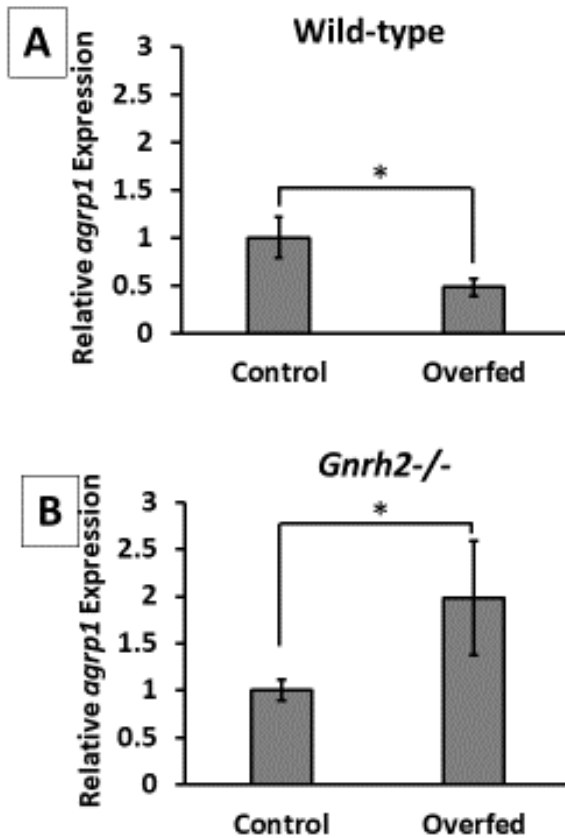 A
Wild-type
Relative agrp1 Expression
3
2.5
2
1.5
1
0.5
0
*
Control Overfed
B
Gnrh2-/-
Relative agrp1 Expression
3
2.5
2
1.5
1
0.5
0
*
Control Overfed